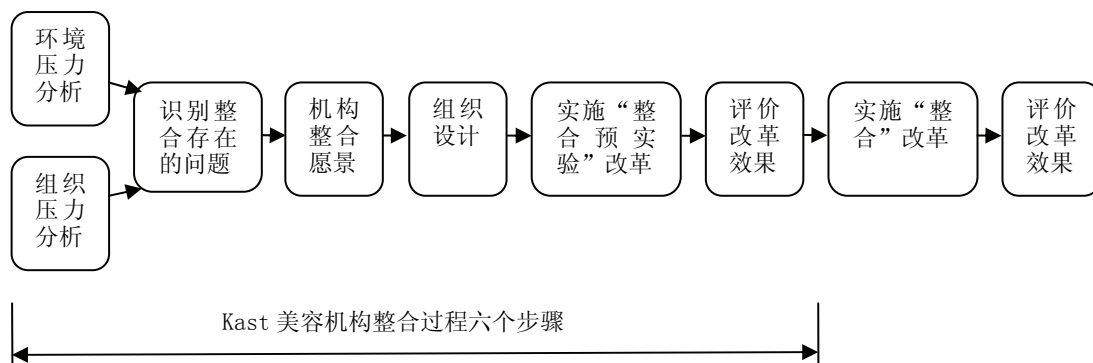 环境
压力
分析
组织
压力
分析
识别整
合存在
的问题
机构
整合
愿景
组织
设计
实施“整
合预实
验”改革
评价
改革
效果
实施“整
合”改革
评价
改革
效果
Kast 美容机构整合过程六个步骤